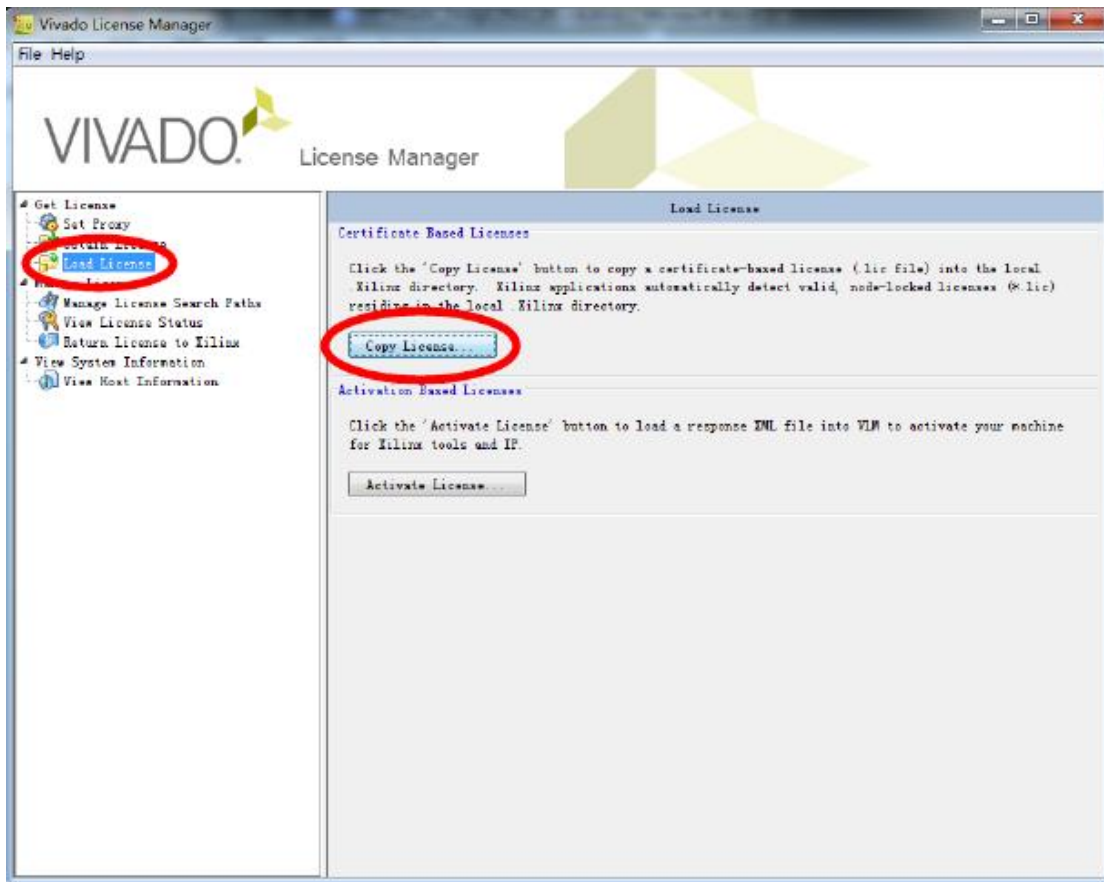 Vivado License Manager
File Help
VIVADO.
License Manager
Get License
Set Proxy
Load License
Manage License Search Paths
View License Status
Return License to Xilinx
View System Information
View Host Information
Load License
Certificate Based Licenses
Click the 'Copy License' button to copy a certificate-based license (.lic file) into the local
.Xilinx directory. Xilinx applications automatically detect valid, node-locked licenses (*.lic)
residing in the local .Xilinx directory.
Copy License...
Activation Based Licenses
Click the 'Activate License' button to load a response XML file into VLM to activate your machine
for Xilinx tools and IP.
Activate License...